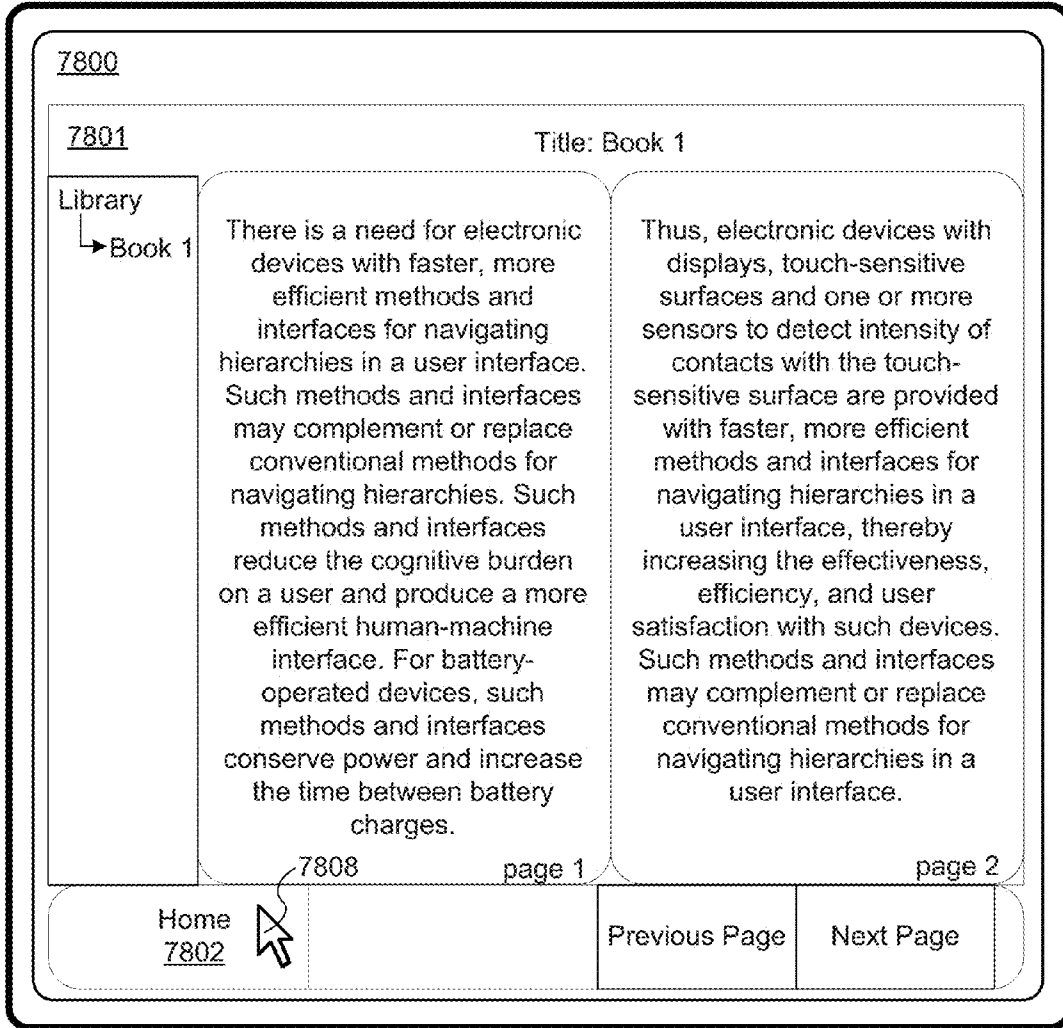 7800
7801
Title: Book 1
Library
Book 1
There is a need for electronic
devices with faster, more
efficient methods and
interfaces for navigating
hierarchies in a user interface.
Such methods and interfaces
may complement or replace
conventional methods for
navigating hierarchies. Such
methods and interfaces
reduce the cognitive burden
on a user and produce a more
efficient human-machine
interface. For battery-
operated devices, such
methods and interfaces
conserve power and increase
the time between battery
charges.
page 1
Thus, electronic devices with
displays, touch-sensitive
surfaces and one or more
sensors to detect intensity of
contacts with the touch-
sensitive surface are provided
with faster, more efficient
methods and interfaces for
navigating hierarchies in a
user interface, thereby
increasing the effectiveness,
efficiency, and user
satisfaction with such devices.
Such methods and interfaces
may complement or replace
conventional methods for
navigating hierarchies in a
user interface.
page 2
7808
Home
7802
Previous Page
Next Page